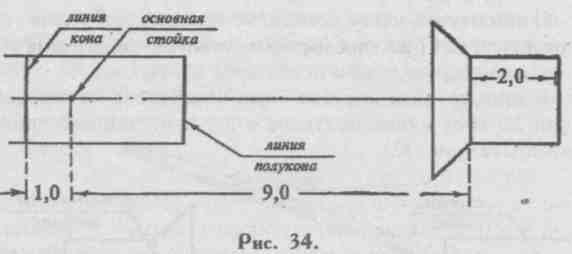 линия
кона
основная
стойка
2,0
линия
полукона
1,0
9,0
Рис. 34.